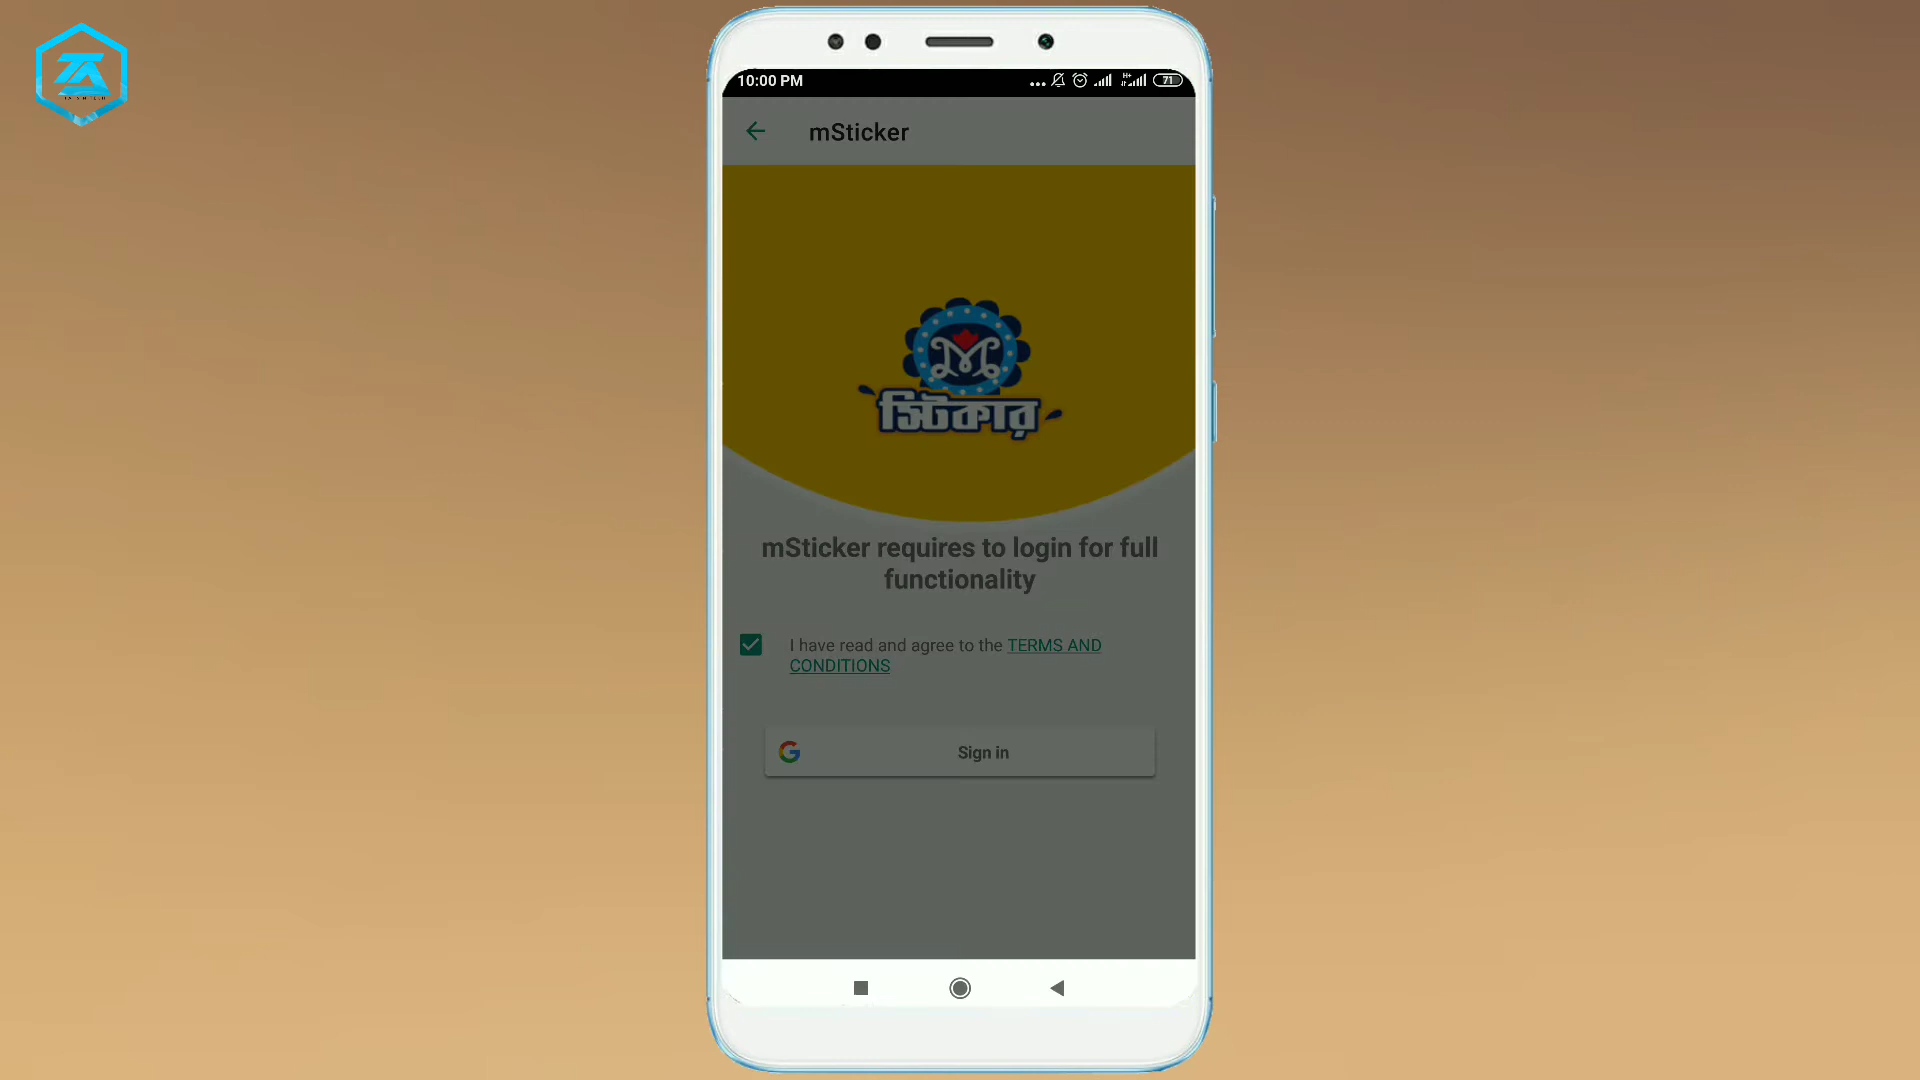 10:00 PM
H+
71
mSticker
M
স্টিকার
mSticker requires to login for full
functionality
I have read and agree to the TERMS AND
CONDITIONS
G
Sign in